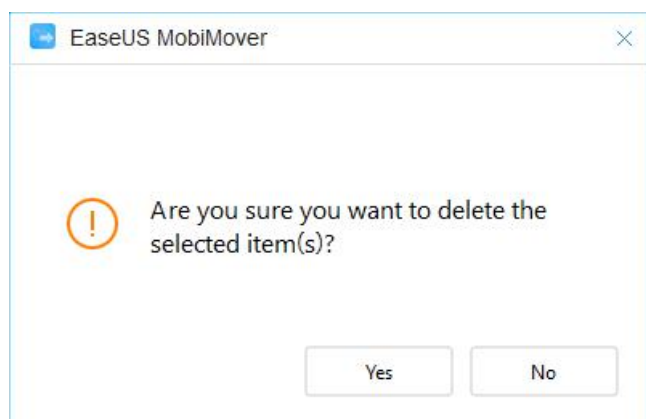 EaseUS MobiMover
Are you sure you want to delete the
selected item(s)?
Yes
No